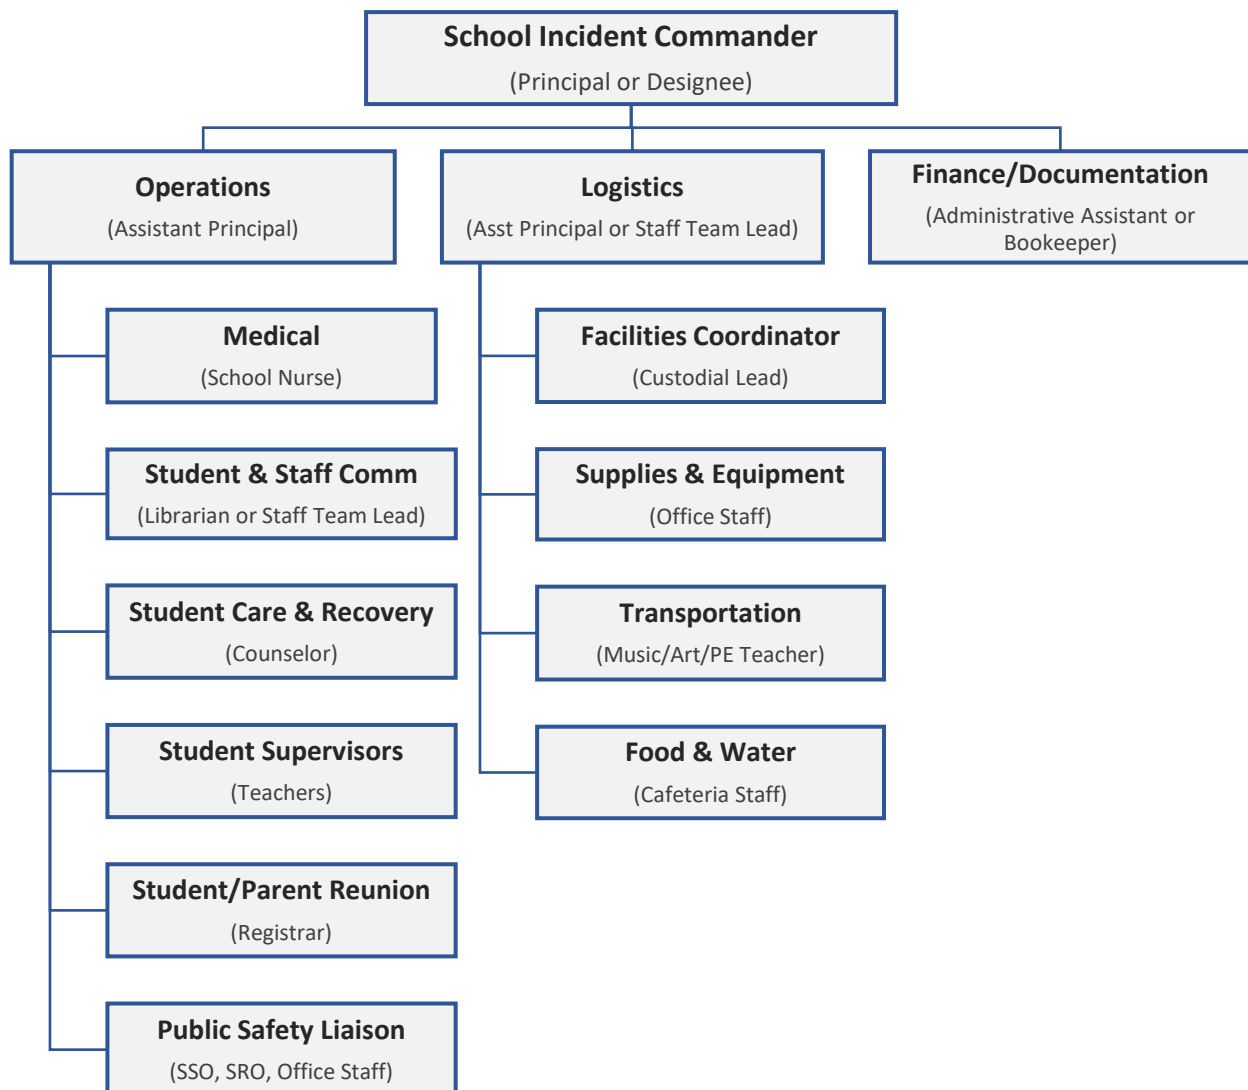 School Incident Commander
(Principal or Designee)
Operations
(Assistant Principal)
Logistics
(Asst Principal or Staff Team Lead)
Finance/Documentation
(Administrative Assistant or
Bookeeper)
Medical
(School Nurse)
Student & Staff Comm
(Librarian or Staff Team Lead)
Student Care & Recovery
(Counselor)
Student Supervisors
(Teachers)
Student/Parent Reunion
(Registrar)
Public Safety Liaison
(SSO, SRO, Office Staff)
Facilities Coordinator
(Custodial Lead)
Supplies & Equipment
(Office Staff)
Transportation
(Music/Art/PE Teacher)
Food & Water
(Cafeteria Staff)